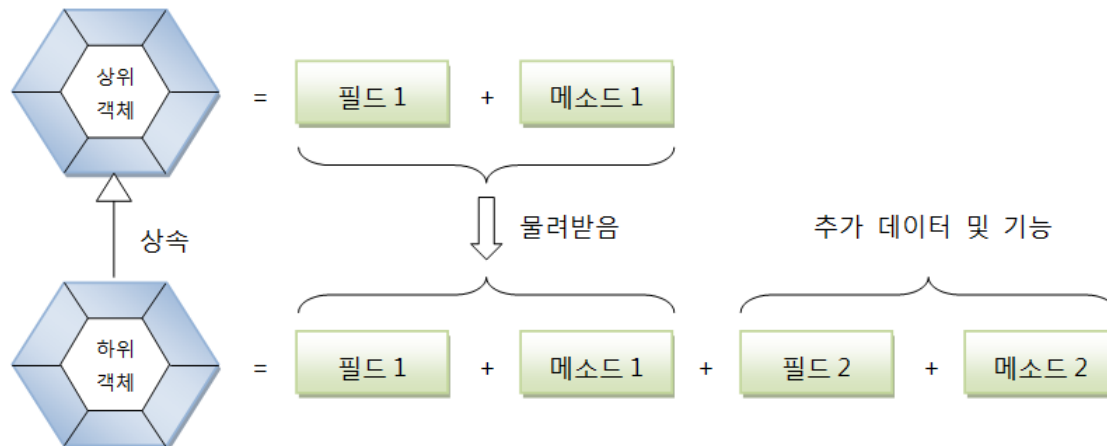 상위
객체
= 필드 1 + 메소드 1
상속
물려받음
추가 데이터 및 기능
하위
객체
= 필드 1 + 메소드 1 + 필드 2 + 메소드 2